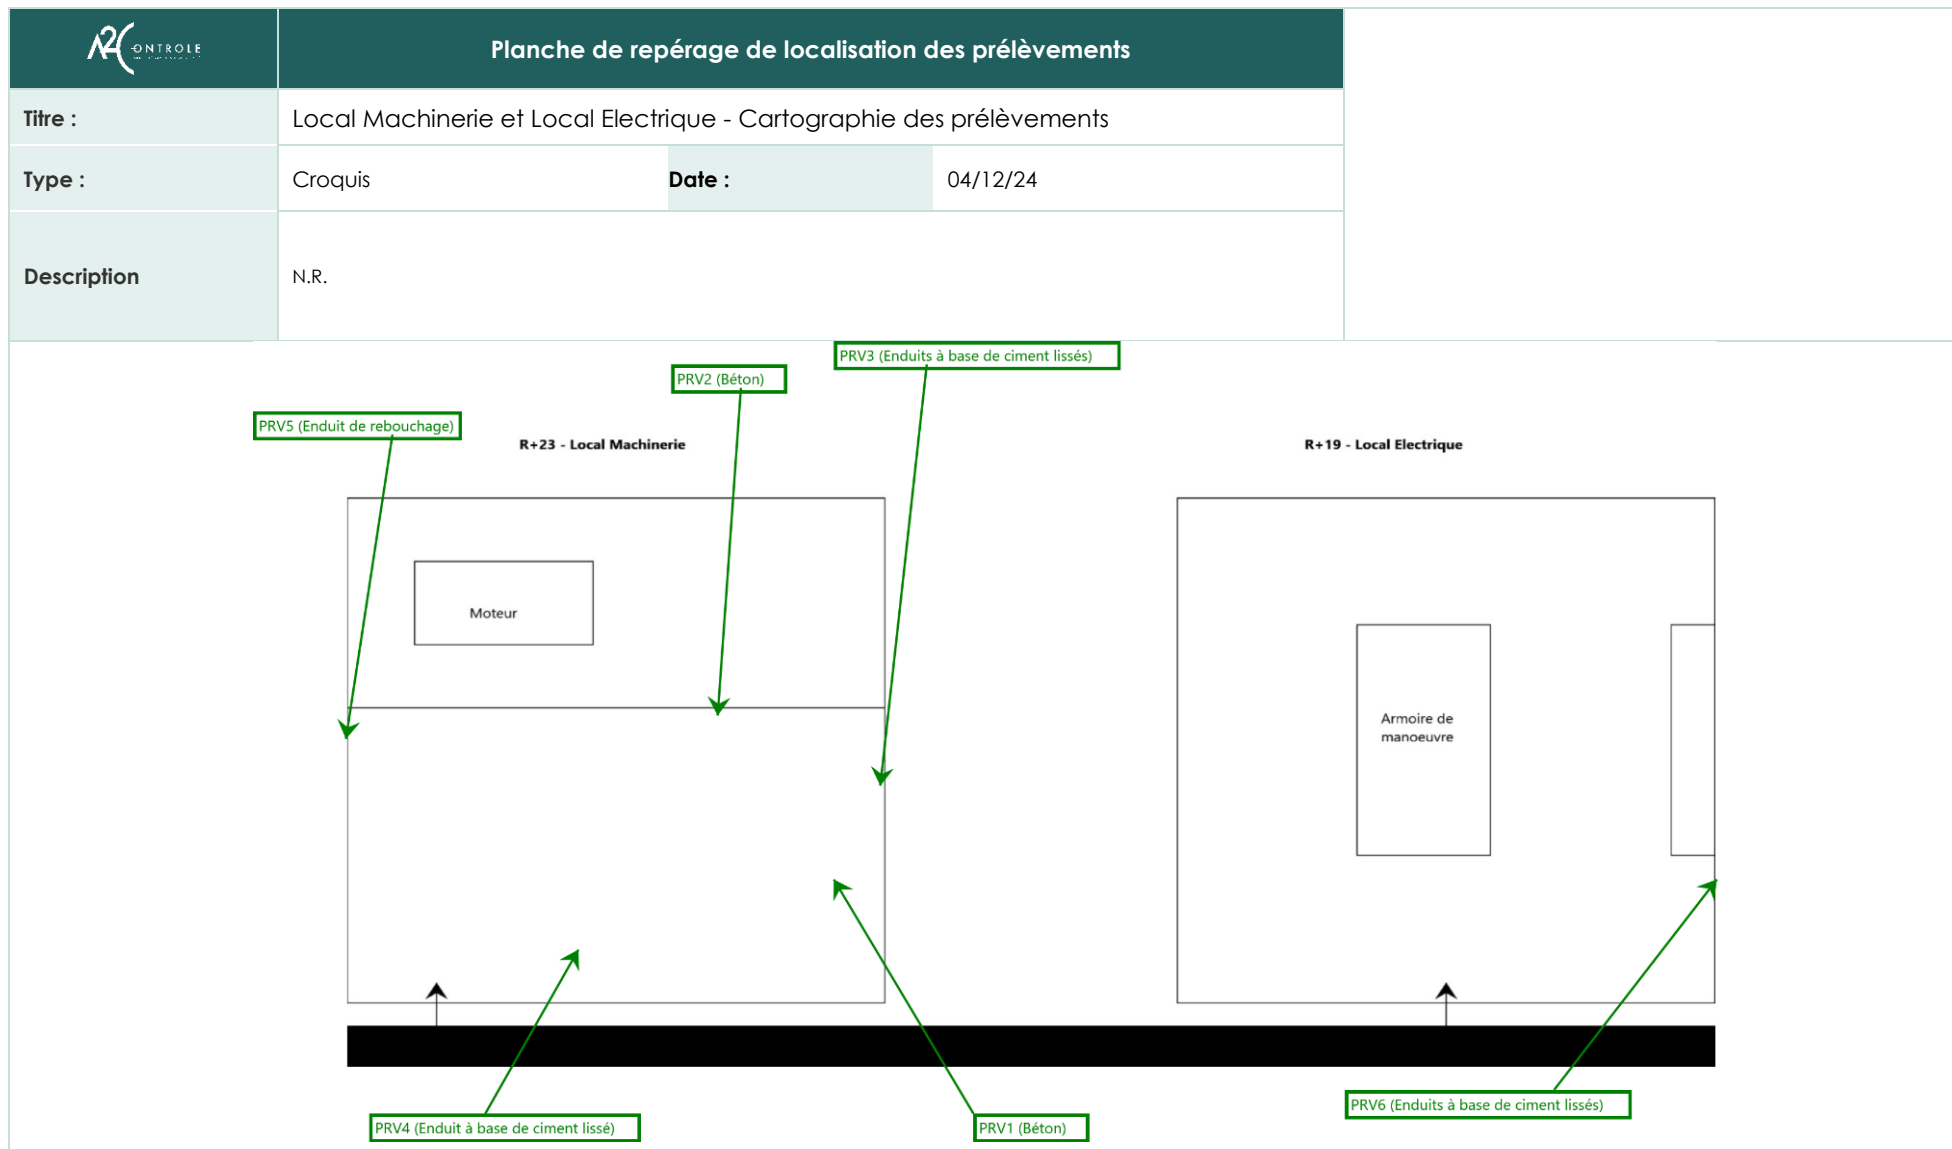 A2CONTROLE
Planche de repérage de localisation des prélèvements
Titre :
Local Machinerie et Local Electrique - Cartographie des prélèvements
Type :
Croquis
Date :
04/12/24
Description
N.R.
PRV3 (Enduits à base de ciment lissés)
PRV2 (Béton)
PRV5 (Enduit de rebouchage)
R+23 - Local Machinerie
R+19 - Local Electrique
Moteur
Armoire de
manoeuvre
PRV6 (Enduits à base de ciment lissés)
PRV4 (Enduit à base de ciment lissé)
PRV1 (Béton)